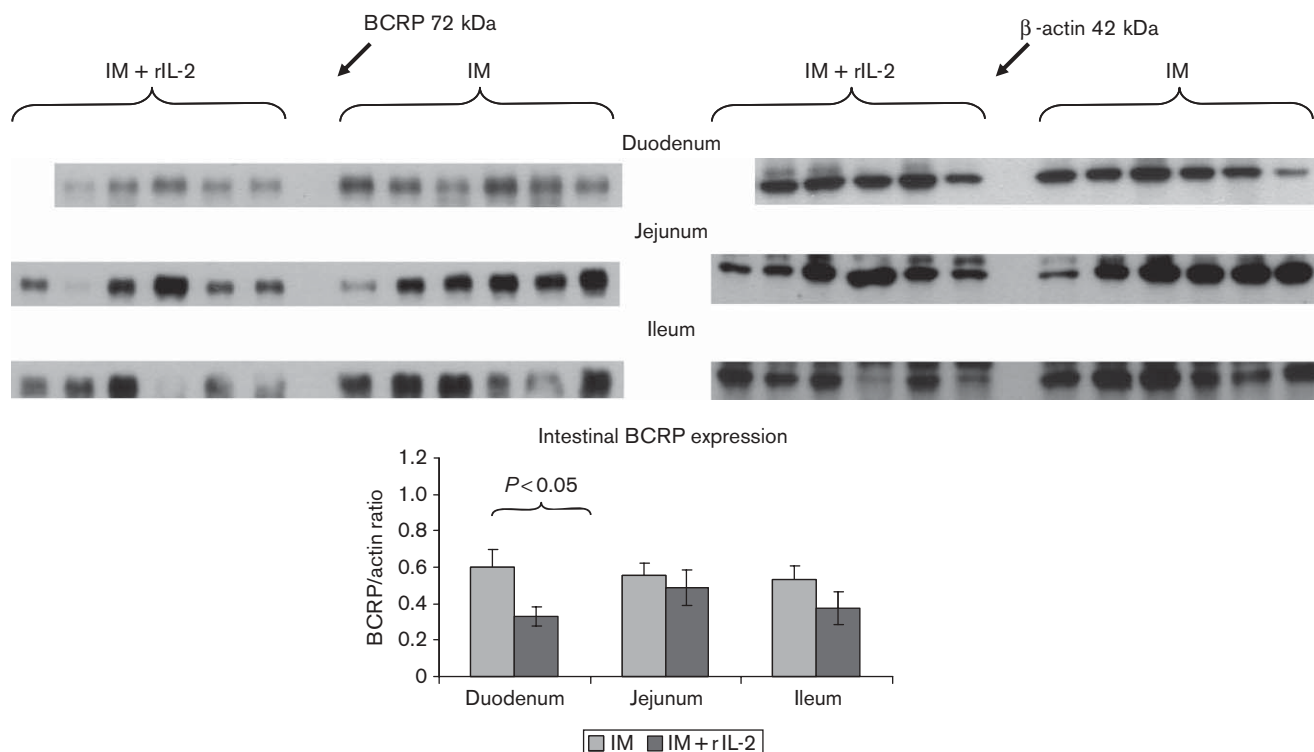 BCRP 72 kDa
β-actin 42 kDa
IM + rIL-2
IM
IM + rIL-2
IM
Duodenum
Jejunum
Ileum
Intestinal BCRP expression
BCRP/actin ratio
1.2
1.0
0.8
0.6
0.4
0.2
0
P<0.05
Duodenum
Jejunum
Ileum
IM
IM+rIL-2